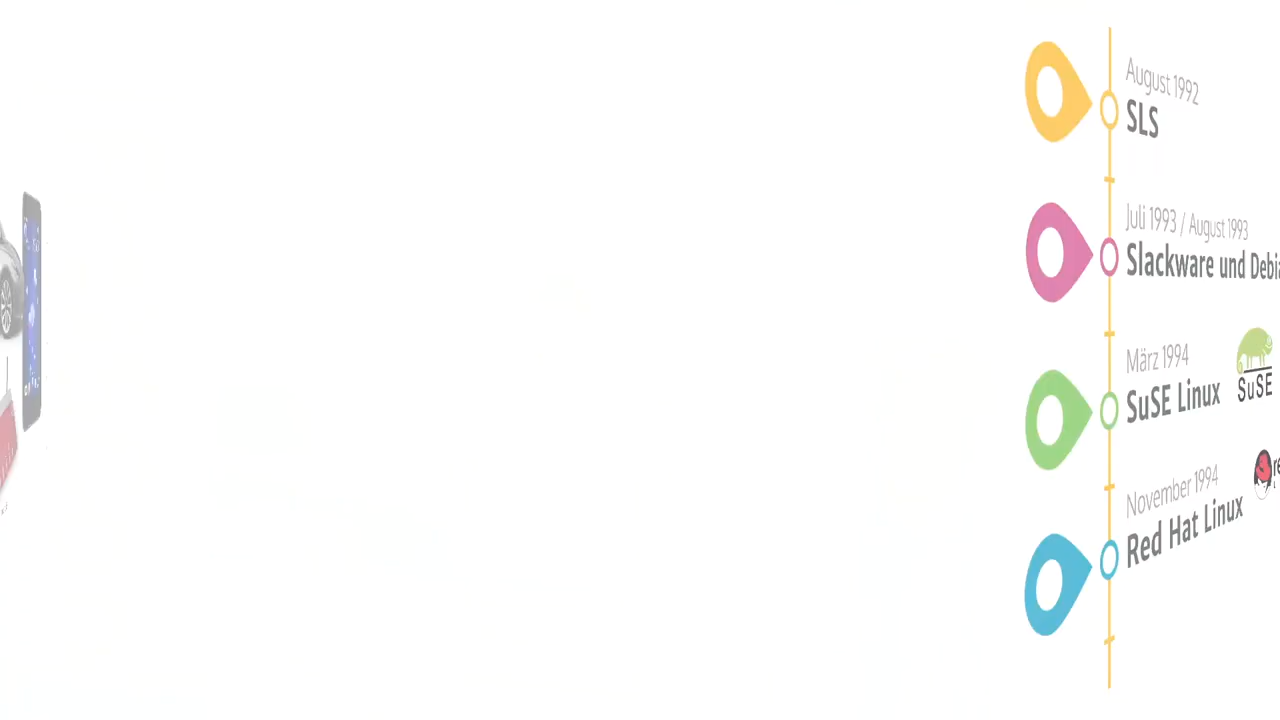 August 1992
SLS
Juli 1993 / August 1993
Slackware und
März 1994
SuSE Linux
SuSE
November 1994
Red Hat Linux